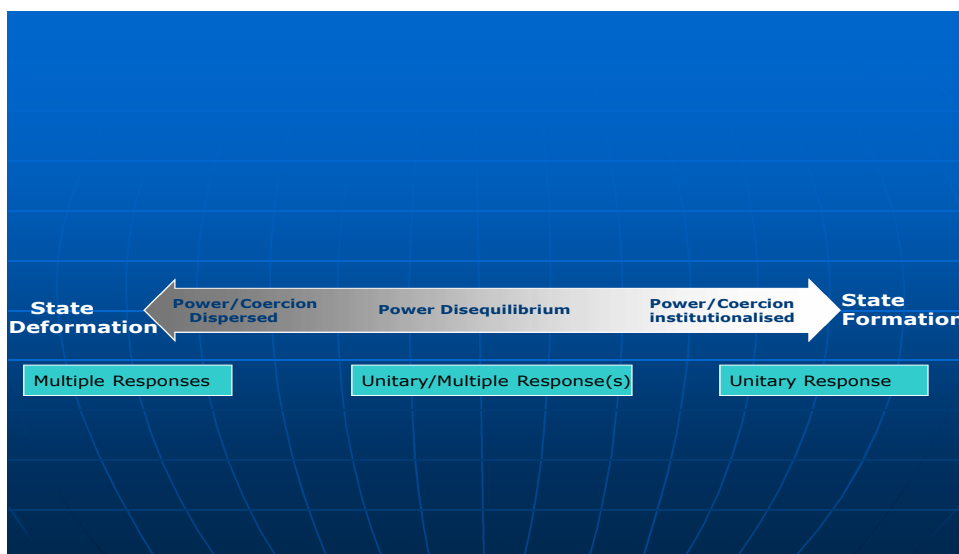 State
Deformation
Power/Coercion
Dispersed
Power Disequilibrium
Power/Coercion
institutionalised
State
Formation
Multiple Responses
Unitary/Multiple Response(s)
Unitary Response